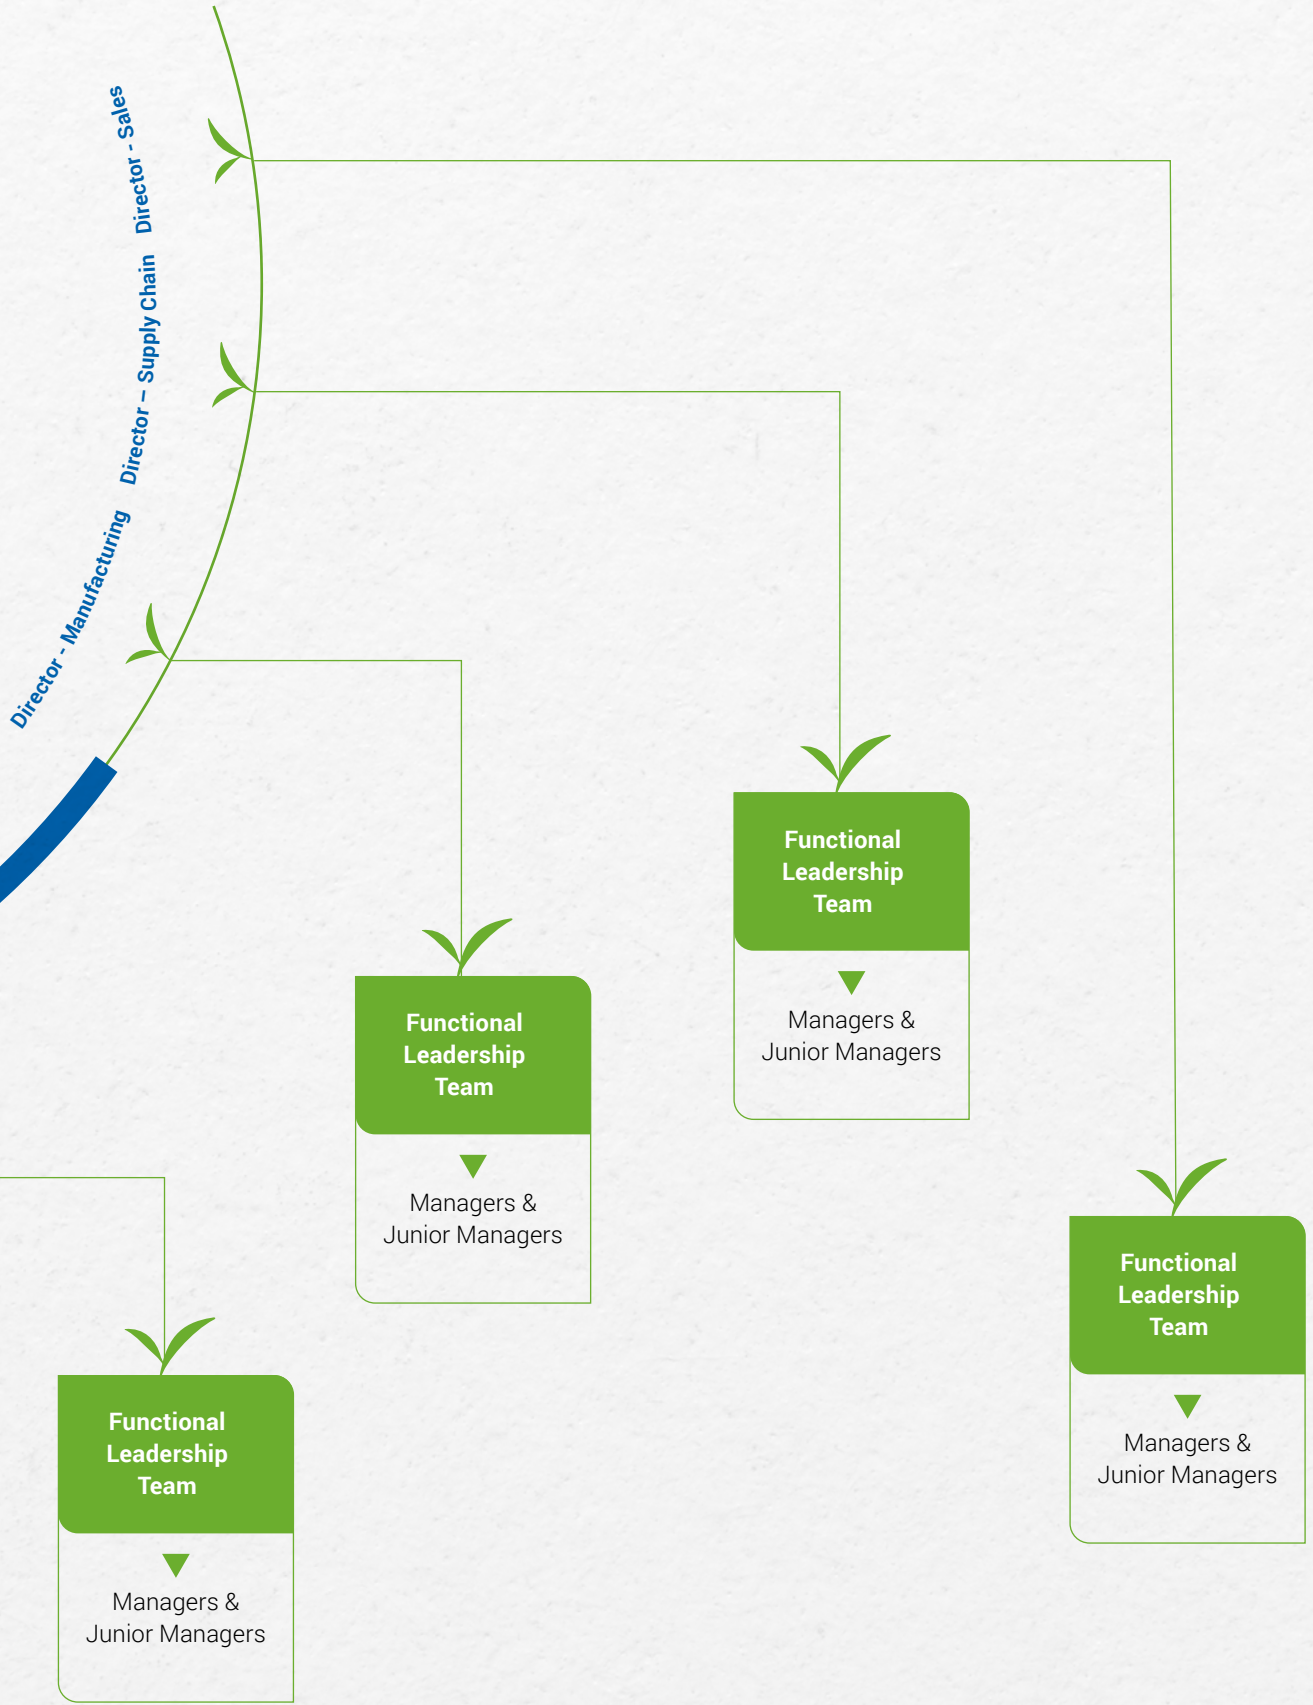 Director - Sales
Director – Supply Chain
Director - Manufacturing
Functional
Leadership
Team
Managers &
Junior Managers
Functional
Leadership
Team
Managers &
Junior Managers
Functional
Leadership
Team
Managers &
Junior Managers
Functional
Leadership
Team
Managers &
Junior Managers